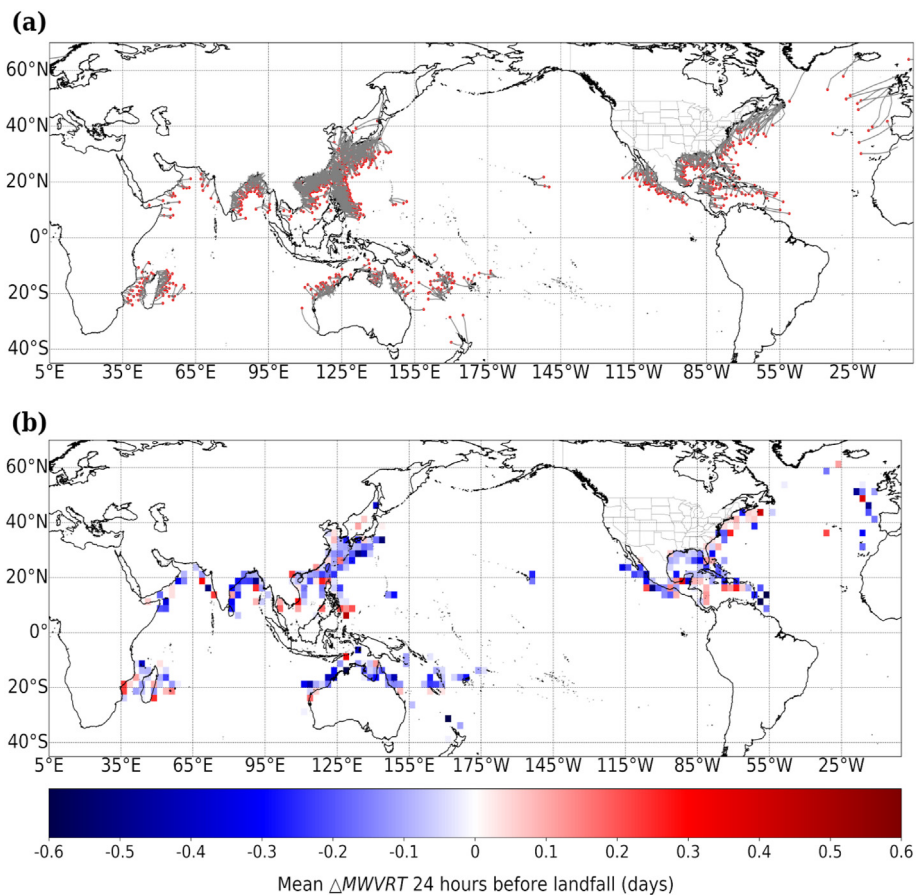 (a)
60°N
40°N
20°N
0°
20°S
40°S
5°E 35°E 65°E 95°E 125°E 155°E 175°W 145°W 115°W 85°W 55°W 25°W
(b)
60°N
40°N
20°N
0°
20°S
40°S
5°E 35°E 65°E 95°E 125°E 155°E 175°W 145°W 115°W 85°W 55°W 25°W
-0.6 -0.5 -0.4 -0.3 -0.2 -0.1 0 0.1 0.2 0.3 0.4 0.5 0.6
Mean △MWVRT 24 hours before landfall (days)